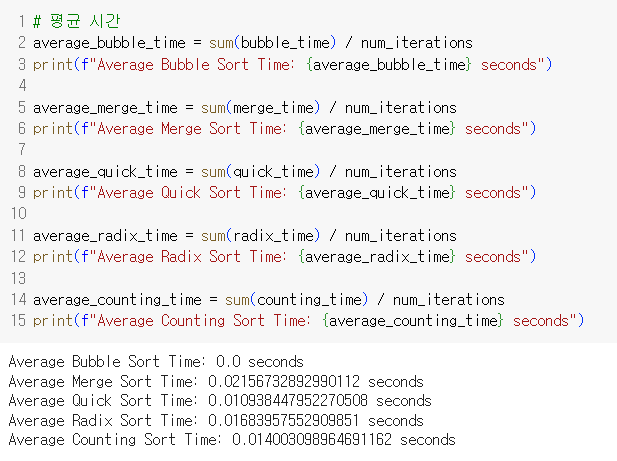 1 # 평균 시간
2 average_bubble_time = sum(bubble_time) / num_iterations
3 print(f"Average Bubble Sort Time: {average_bubble_time} seconds")
4
5 average_merge_time = sum(merge_time) / num_iterations
6 print(f"Average Merge Sort Time: {average_merge_time} seconds")
7
8 average_quick_time = sum(quick_time) / num_iterations
9 print(f"Average Quick Sort Time: {average_quick_time} seconds")
10
11 average_radix_time = sum(radix_time) / num_iterations
12 print(f"Average Radix Sort Time: {average_radix_time} seconds")
13
14 average_counting_time = sum(counting_time) / num_iterations
15 print(f"Average Counting Sort Time: {average_counting_time} seconds")
Average Bubble Sort Time: 0.0 seconds
Average Merge Sort Time: 0.02156732892990112 seconds
Average Quick Sort Time: 0.010938447952270508 seconds
Average Radix Sort Time: 0.01683957552909851 seconds
Average Counting Sort Time: 0.014003098964691162 seconds